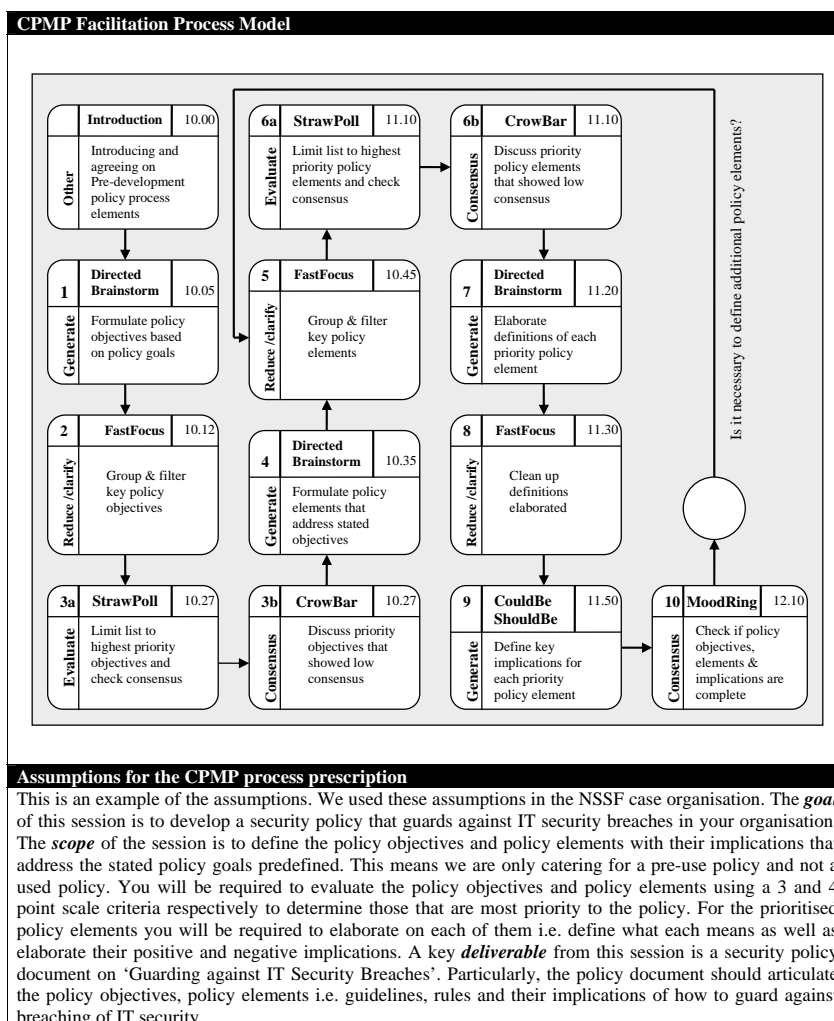 CPMP Facilitation Process Model
Introduction 10.00
Other
Introducing and
agreeing on
Pre-development
policy process
elements
1 Directed
Brainstorm 10.05
Generate
Formulate policy
objectives based
on policy goals
2 FastFocus 10.12
Reduce /clarify
Group & filter
key policy
objectives
3a StrawPoll 10.27
Evaluate
Limit list to
highest priority
objectives and
check consensus
3b CrowBar 10.27
Consensus
Discuss priority
objectives that
showed low
consensus
4 Directed
Brainstorm 10.35
Generate
Formulate policy
elements that
address stated
objectives
5 FastFocus 10.45
Reduce /clarify
Group & filter
key policy
elements
6a StrawPoll 11.10
Evaluate
Limit list to highest
priority policy
elements and check
consensus
6b CrowBar 11.10
Consensus
Discuss priority
policy elements
that showed low
consensus
7 Directed
Brainstorm 11.20
Generate
Elaborate
definitions of each
priority policy
element
8 FastFocus 11.30
Reduce /clarify
Clean up
definitions
elaborated
9 CouldBe
ShouldBe 11.50
Generate
Define key
implications for
each priority
policy element
10 MoodRing 12.10
Consensus
Check if policy
objectives,
elements &
implications are
complete
Is it necessary to define additional policy elements?
Assumptions for the CPMP process prescription
This is an example of the assumptions. We used these assumptions in the NSSF case organisation. The goal
of this session is to develop a security policy that guards against IT security breaches in your organisation
The scope of the session is to define the policy objectives and policy elements with their implications that
address the stated policy goals predefined. This means we are only catering for a pre-use policy and not a
used policy. You will be required to evaluate the policy objectives and policy elements using a 3 and 4
point scale criteria respectively to determine those that are most priority to the policy. For the prioritised
policy elements you will be required to elaborate on each of them i.e. define what each means as well as
elaborate their positive and negative implications. A key deliverable from this session is a security policy
document on ‘Guarding against IT Security Breaches’. Particularly, the policy document should articulate
the policy objectives, policy elements i.e. guidelines, rules and their implications of how to guard against
breaching of IT security